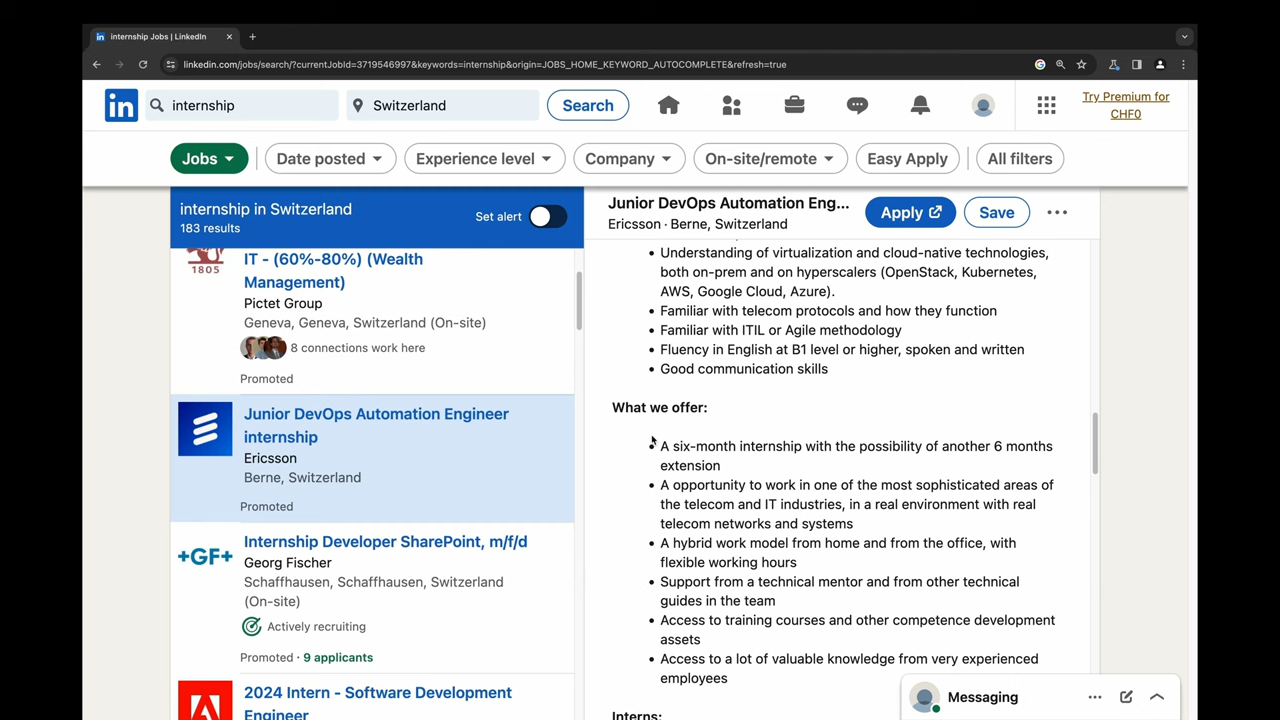 internship Jobs | LinkedIn
linkedin.com/jobs/search/?currentJobId=3719546997&keywords=internship&origin=JOBS_HOME_KEYWORD_AUTOCOMPLETE&refresh=true
in
internship
Switzerland
Search
Try Premium for
CHF0
Jobs
Date posted
Experience level
Company
On-site/remote
Easy Apply
All filters
internship in Switzerland
183 results
Set alert
1805
IT - (60%-80%) (Wealth
Management)
Pictet Group
Geneva, Geneva, Switzerland (On-site)
8 connections work here
Promoted
Junior DevOps Automation Engineer
internship
Ericsson
Berne, Switzerland
Promoted
+GF+
Internship Developer SharePoint, m/f/d
Georg Fischer
Schaffhausen, Schaffhausen, Switzerland
(On-site)
Actively recruiting
Promoted · 9 applicants
2024 Intern - Software Development
Engineer
Junior DevOps Automation Eng...
Ericsson · Berne, Switzerland
Apply
Save
• Understanding of virtualization and cloud-native technologies,
both on-prem and on hyperscalers (OpenStack, Kubernetes,
AWS, Google Cloud, Azure).
• Familiar with telecom protocols and how they function
• Familiar with ITIL or Agile methodology
• Fluency in English at B1 level or higher, spoken and written
• Good communication skills
What we offer:
• A six-month internship with the possibility of another 6 months
extension
• A opportunity to work in one of the most sophisticated areas of
the telecom and IT industries, in a real environment with real
telecom networks and systems
• A hybrid work model from home and from the office, with
flexible working hours
• Support from a technical mentor and from other technical
guides in the team
• Access to training courses and other competence development
assets
• Access to a lot of valuable knowledge from very experienced
employees
Interns:
Messaging